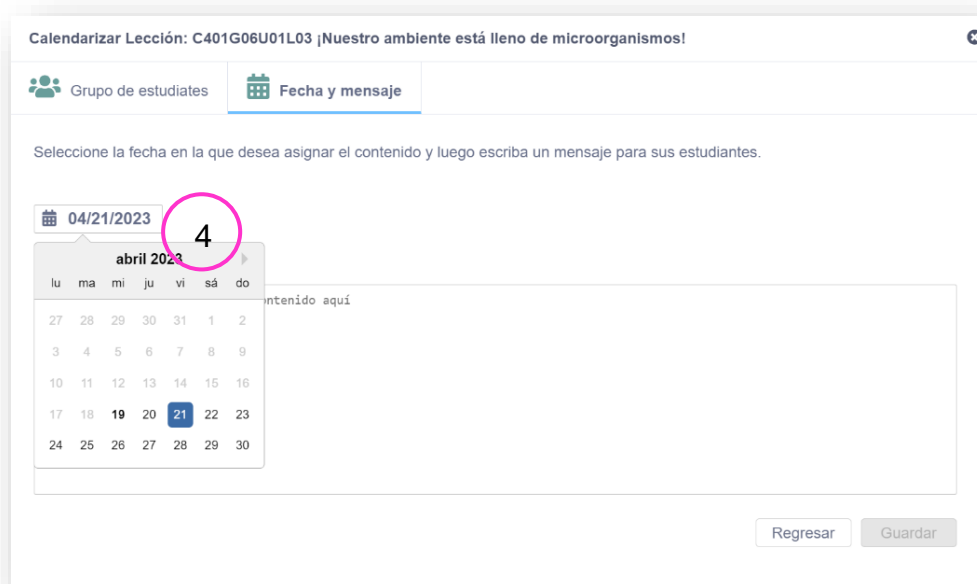 Calendarizar Lección: C401G06U01L03 ¡Nuestro ambiente está lleno de microorganismos!
Grupo de estudiates
Fecha y mensaje
Seleccione la fecha en la que desea asignar el contenido y luego escriba un mensaje para sus estudiantes.
04/21/2023
4
abril 2023
lu ma mi ju vi sá do
ontenido aquí
27 28 29 30 31 1 2
3 4 5 6 7 8 9
10 11 12 13 14 15 16
17 18 19 20 21 22 23
24 25 26 27 28 29 30
Regresar Guardar